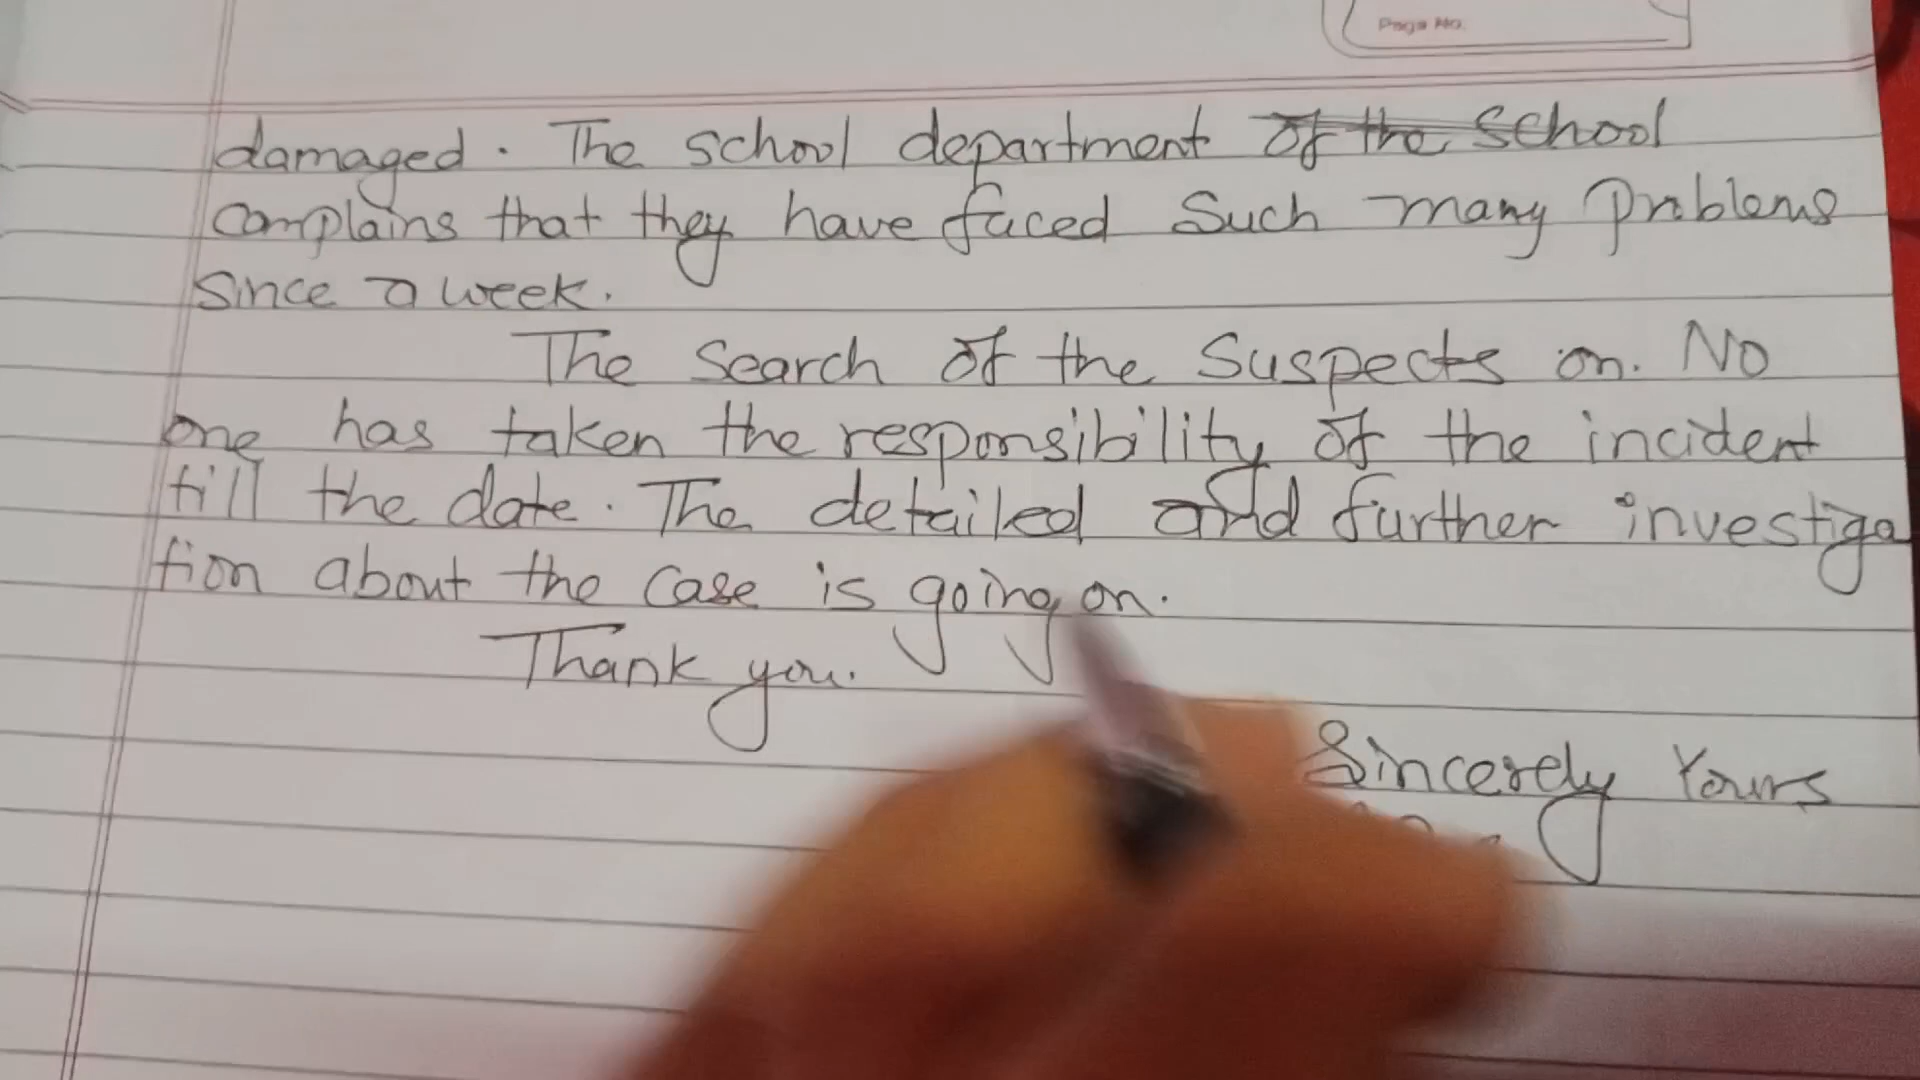 Page No.
damaged. The school department of the school
complains that they have faced such many problems
since a week.
The search of the suspects on. No
one has taken the responsibility of the incident
till the date. The detailed and further investiga
tion about the case is going on.
Thank you.
Sincerely Yours